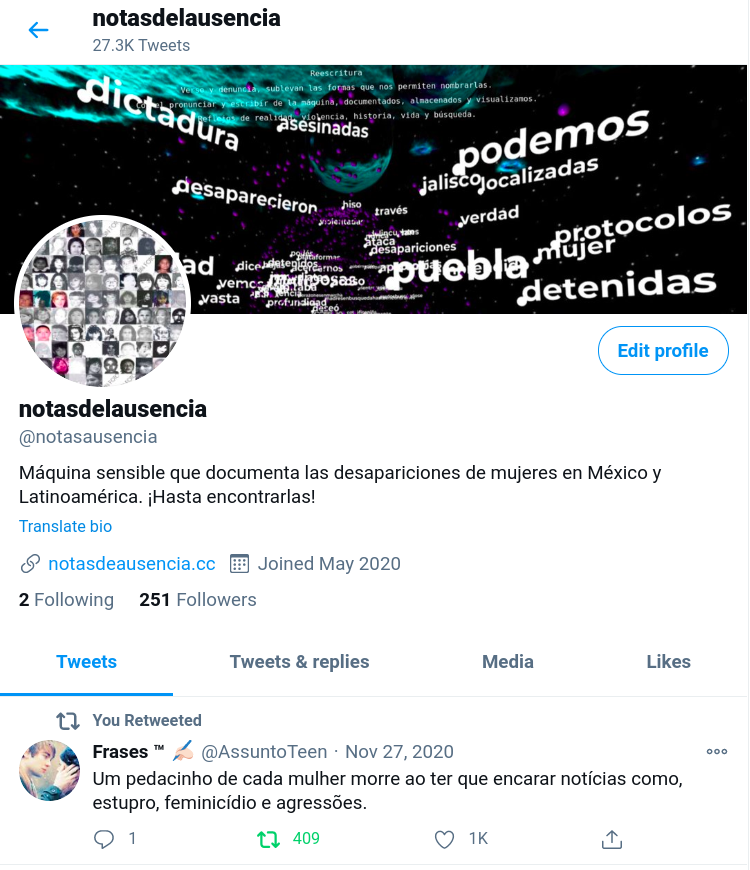 notasdelausencia
27.3K Tweets
Reescritura
Verso y denuncia, sublevan las formas que nos permiten nombrarlas.
pronunciar y escribir de la máquina, documentados, almacenados y visualizamos.
Reflejos de realidad, violencia, historia, vida y búsqueda.
dictadura
asesinadas
podemos
jalisco
localizadas
desaparecieron
hiso
través
violentada
verdad
protocolos
ataca
desapariciones
mujer
dice
detenidos
puebla
vasta
profundidad
deseo
detenidas
Edit profile
notasdelausencia
@notasausencia
Máquina sensible que documenta las desapariciones de mujeres en México y
Latinoamérica. ¡Hasta encontrarlas!
Translate bio
notasdeausencia.cc Joined May 2020
2 Following 251 Followers
Tweets Tweets & replies Media Likes
You Retweeted
Frases ™ ✍🏻 @AssuntoTeen · Nov 27, 2020
Um pedacinho de cada mulher morre ao ter que encarar notícias como,
estupro, feminicídio e agressões.
1 409 1K